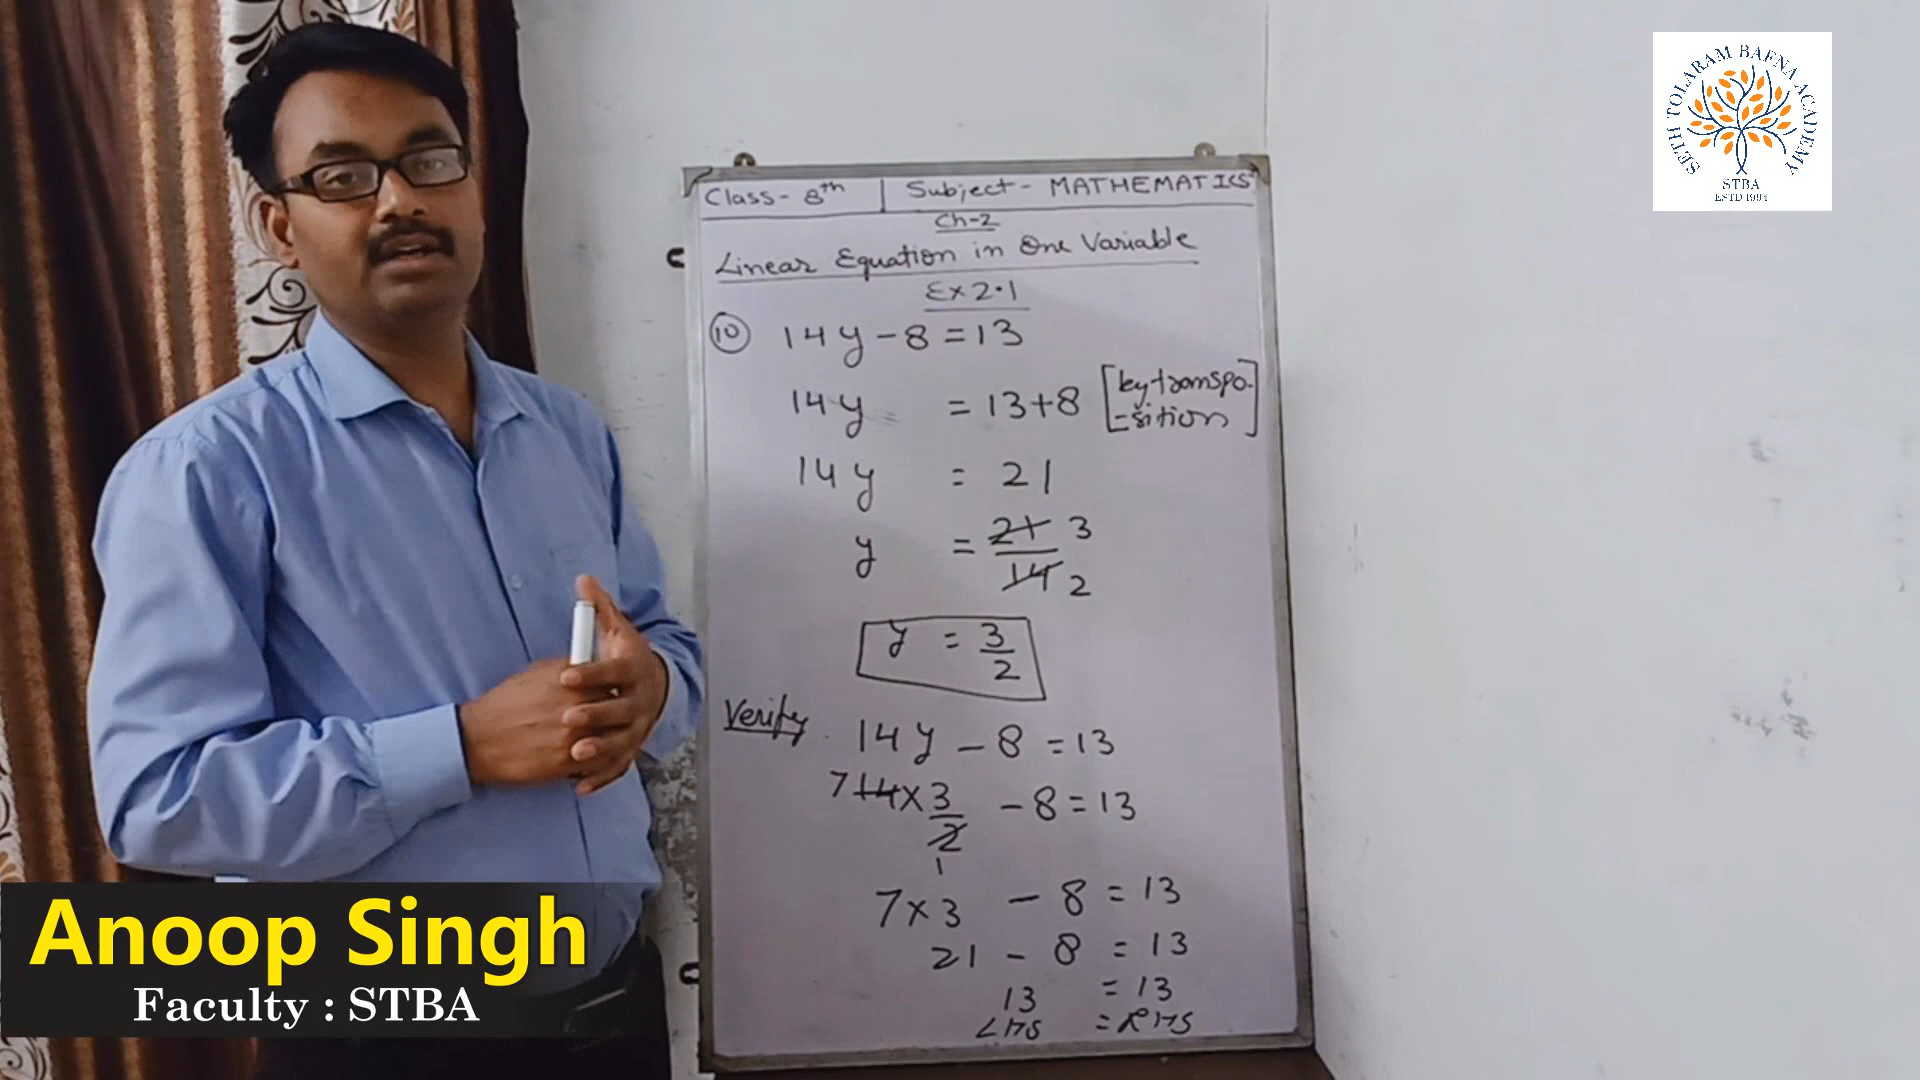 SETH TOLARAM BAFNA ACADEMY
STBA
ESTD 1994
Class- 8th | Subject - MATHEMATICS
Ch-2
Linear Equation in One Variable
Ex 2.1
10 14y - 8 = 13
14y = 13+8 [by transpo-
-sition]
14y = 21
y = 21/14 3 2
y = 3/2
Verify 14y - 8 = 13
7 14 × 3/2 - 8 = 13
1
7×3 - 8 = 13
21 - 8 = 13
13 = 13
LHS = RHS
Anoop Singh
Faculty : STBA